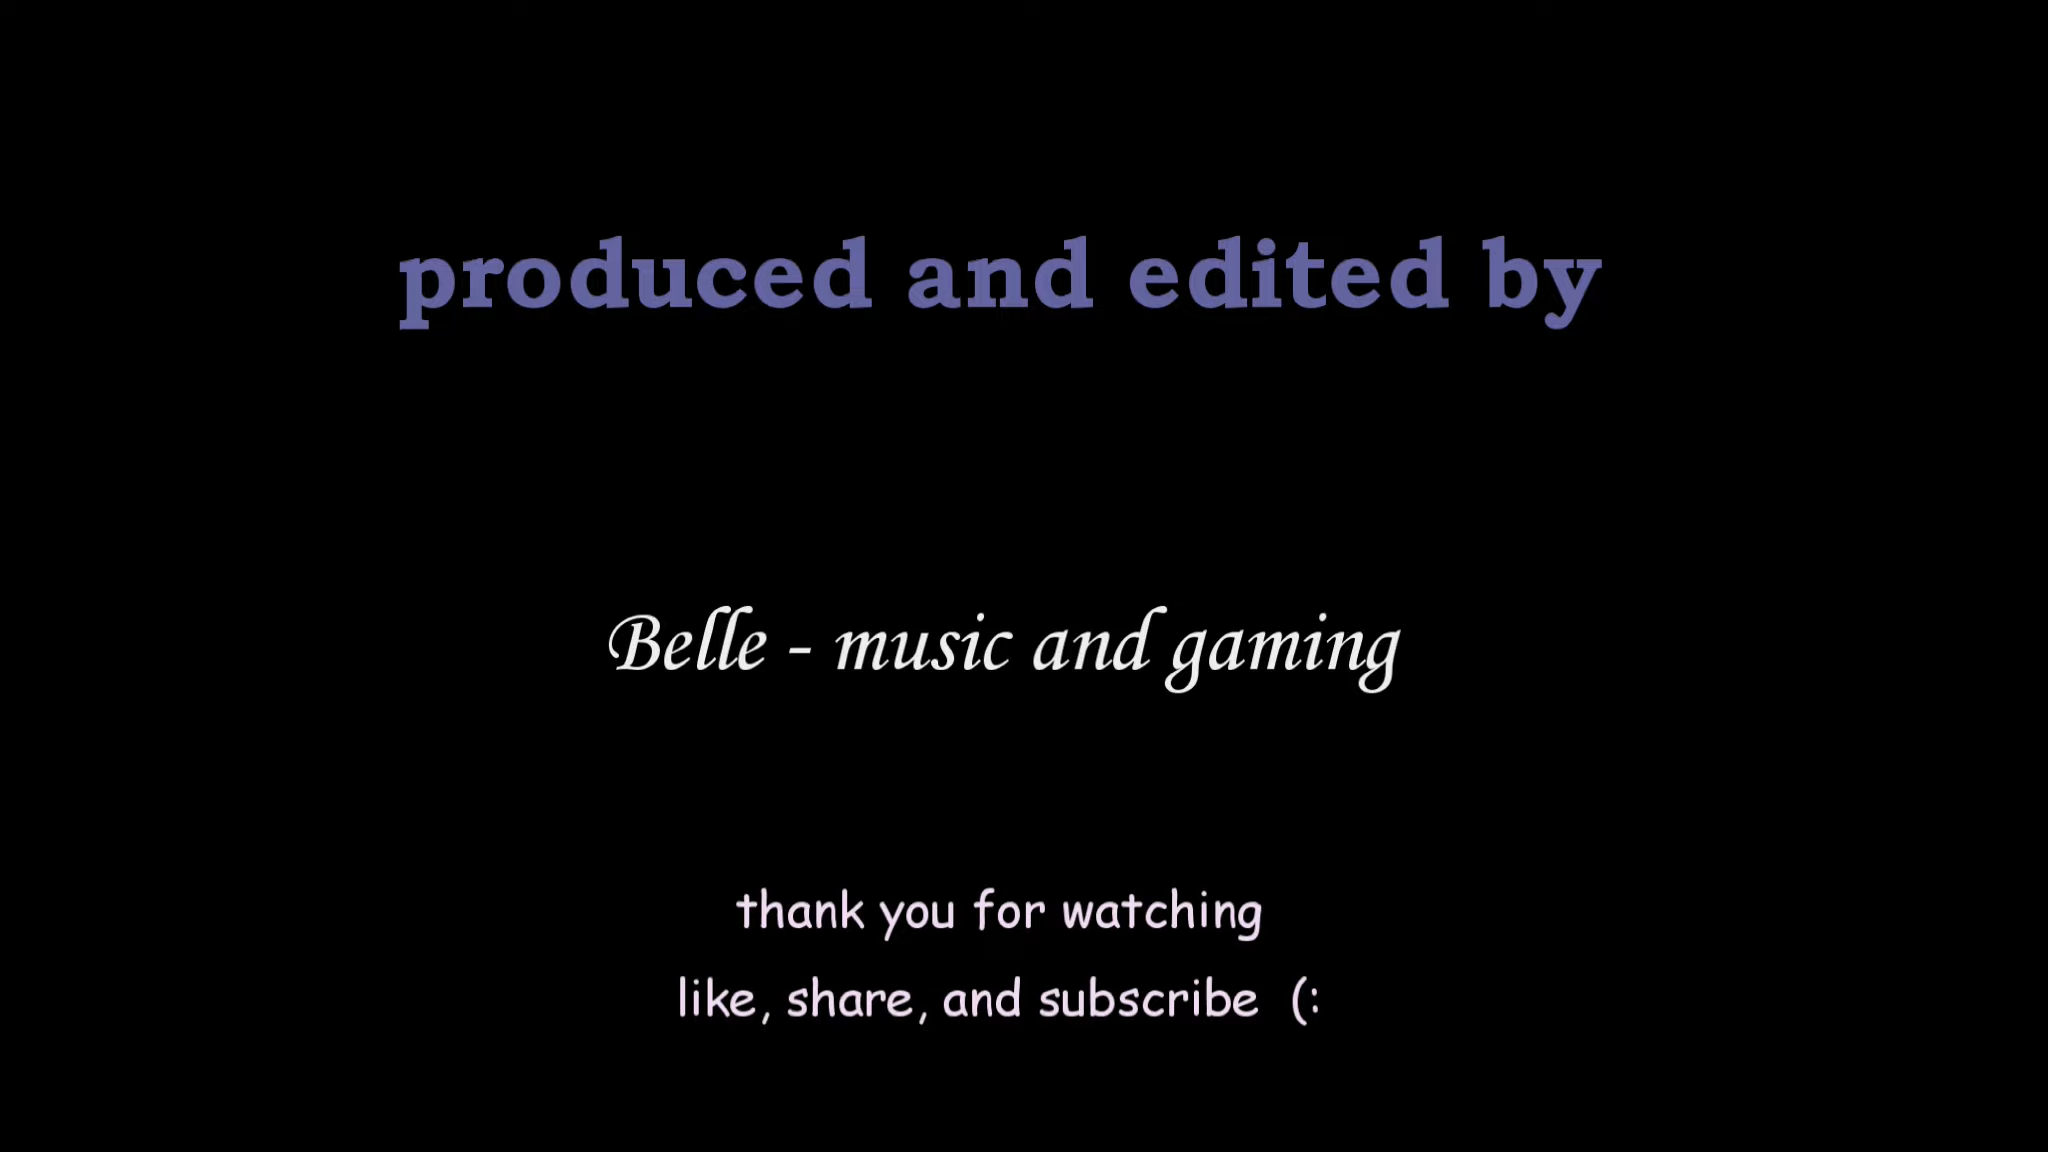 produced and edited by
Belle - music and gaming
thank you for watching
like, share, and subscribe  (: